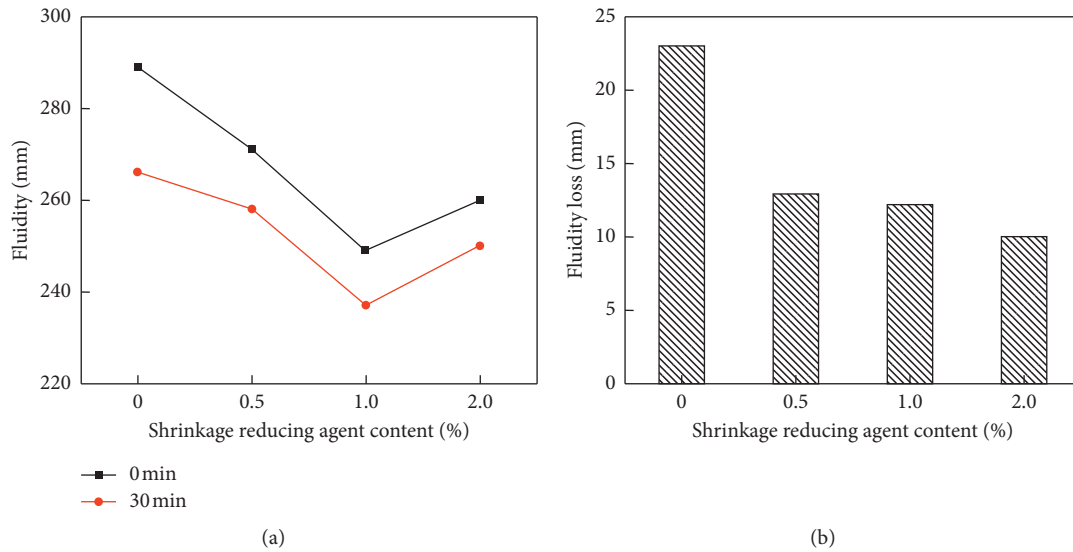 300
280
260
240
220
Fluidity (mm)
0 0.5 1.0 2.0
Shrinkage reducing agent content (%)
0 min
30 min
(a)
25
20
15
10
5
0
Fluidity loss (mm)
0 0.5 1.0 2.0
Shrinkage reducing agent content (%)
(b)